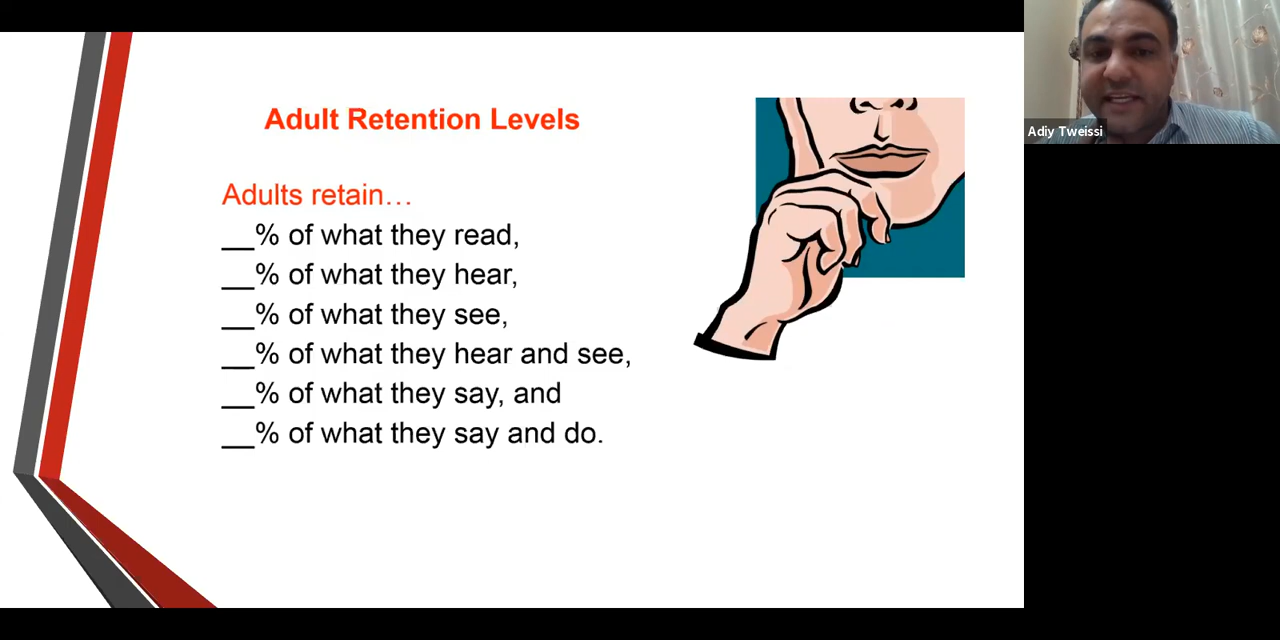 Adult Retention Levels
Adults retain…
__% of what they read,
__% of what they hear,
__% of what they see,
__% of what they hear and see,
__% of what they say, and
__% of what they say and do.
Adiy Tweissi